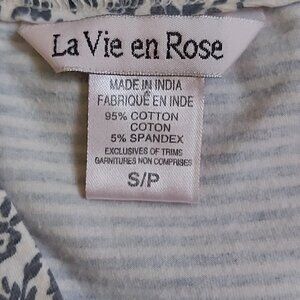 La Vie en Rose
MADE IN INDIA
FABRIQUÉ EN INDE
95% COTTON
COTON
5% SPANDEX
EXCLUSIVES OF TRIMS
GARNITURES NON COMPRISES
S/P